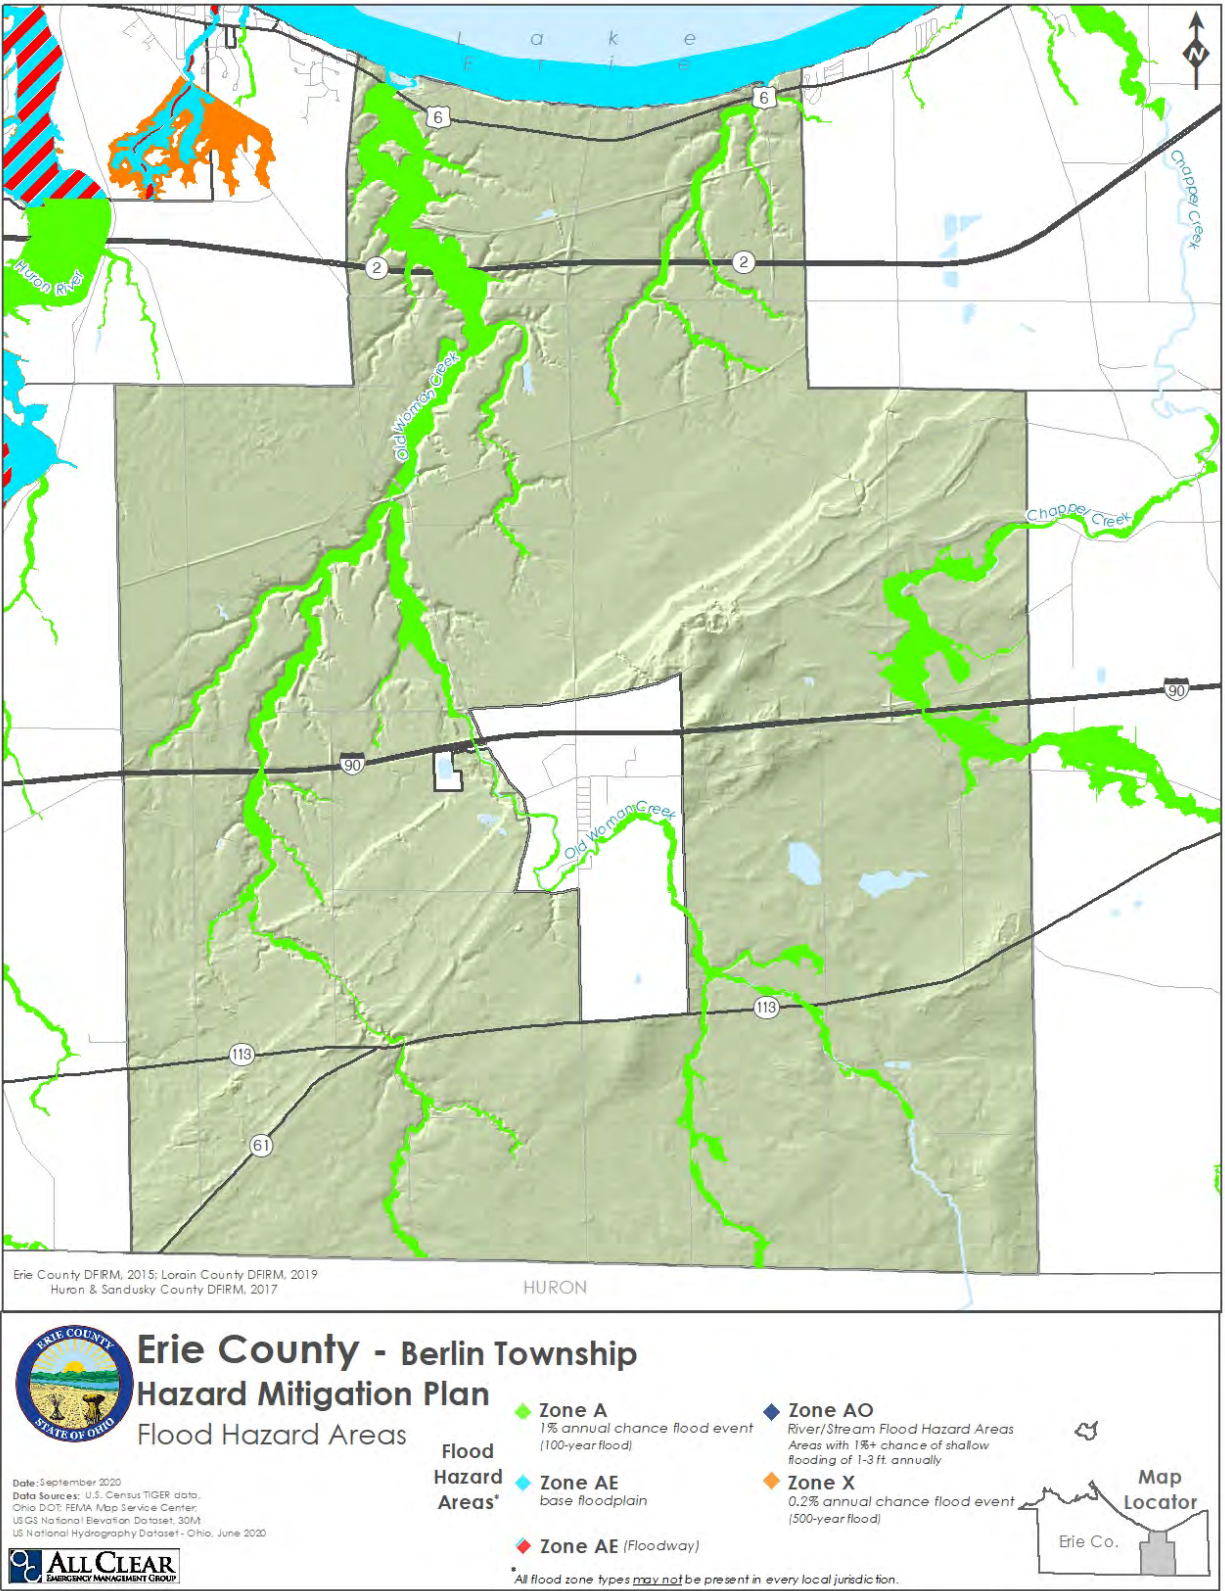 L a k e
E r i e
6
6
Chappel Creek
2
2
Huron River
Old Woman Creek
Chappel Creek
90
90
Old Woman Creek
113
113
61
Erie County DFIRM, 2015; Lorain County DFIRM, 2019
Huron & Sandusky County DFIRM, 2017
HURON
N
ERIE COUNTY
STATE OF OHIO
Erie County - Berlin Township
Hazard Mitigation Plan
Flood Hazard Areas
Date: September 2020
Data Sources: U.S. Census TIGER data,
Ohio DOT; FEMA Map Service Center;
USGS National Elevation Dataset, 30M;
US National Hydrography Dataset - Ohio, June 2020
ALL CLEAR
EMERGENCY MANAGEMENT GROUP
Flood
Hazard
Areas*
Zone A
1% annual chance flood event
(100-year flood)
Zone AE
base floodplain
Zone AE (Floodway)
Zone AO
River/Stream Flood Hazard Areas
Areas with 1%+ chance of shallow
flooding of 1-3 ft. annually
Zone X
0.2% annual chance flood event
(500-year flood)
*All flood zone types may not be present in every local jurisdiction.
Map
Locator
Erie Co.